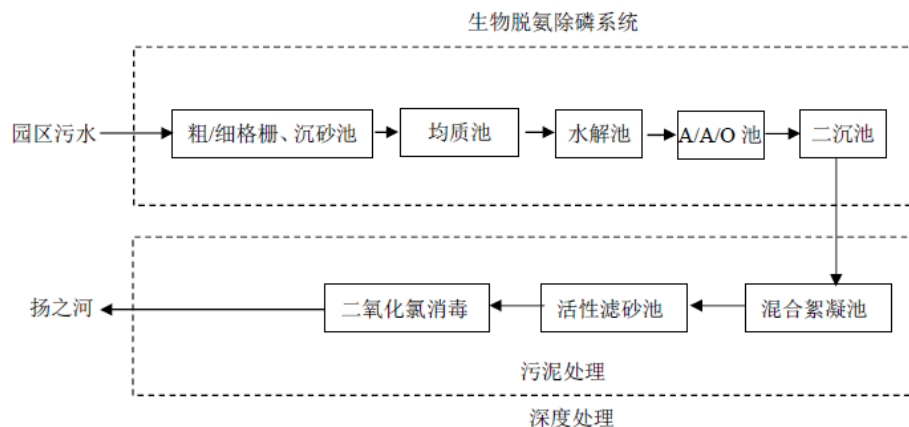 生物脱氨除磷系统
园区污水
粗/细格栅、沉砂池
均质池
水解池
A/A/O 池
二沉池
扬之河
二氧化氯消毒
活性滤砂池
混合絮凝池
污泥处理
深度处理